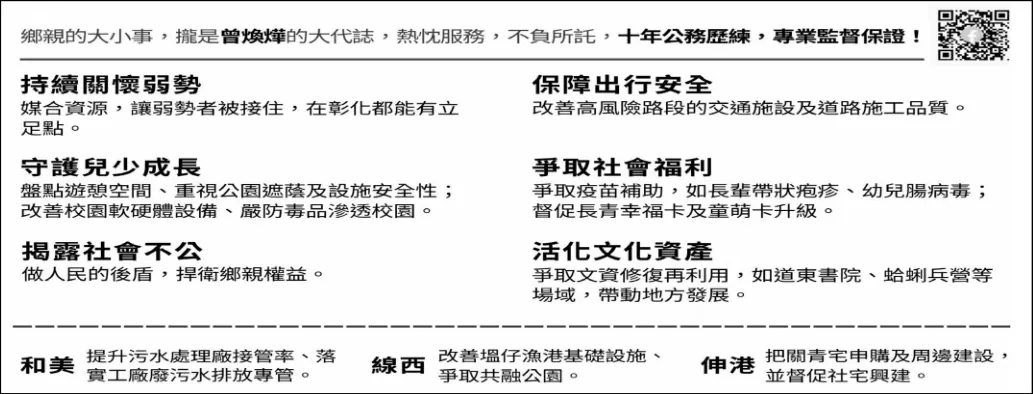 鄉親的大小事，攏是曾煥燁的大代誌，熱忱服務，不負所託，十年公務歷練，專業監督保證！
持續關懷弱勢
媒合資源，讓弱勢者被接住，在彰化都能有立
足點。
保障出行安全
改善高風險路段的交通施設及道路施工品質。
守護兒少成長
盤點遊憩空間、重視公園遮蔭及設施安全性；
改善校園軟硬體設備、嚴防毒品滲透校園。
爭取社會福利
爭取疫苗補助，如長輩帶狀疱疹、幼兒腸病毒；
督促長青幸福卡及童萌卡升級。
揭露社會不公
做人民的後盾，捍衛鄉親權益。
活化文化資產
爭取文資修復再利用，如道東書院、蛤蜊兵營等
場域，帶動地方發展。
和美
提升污水處理廠接管率、落
實工廠廢污水排放專管。
線西
改善塭仔漁港基礎設施、
爭取共融公園。
伸港
把關青宅申購及周邊建設，
並督促社宅興建。